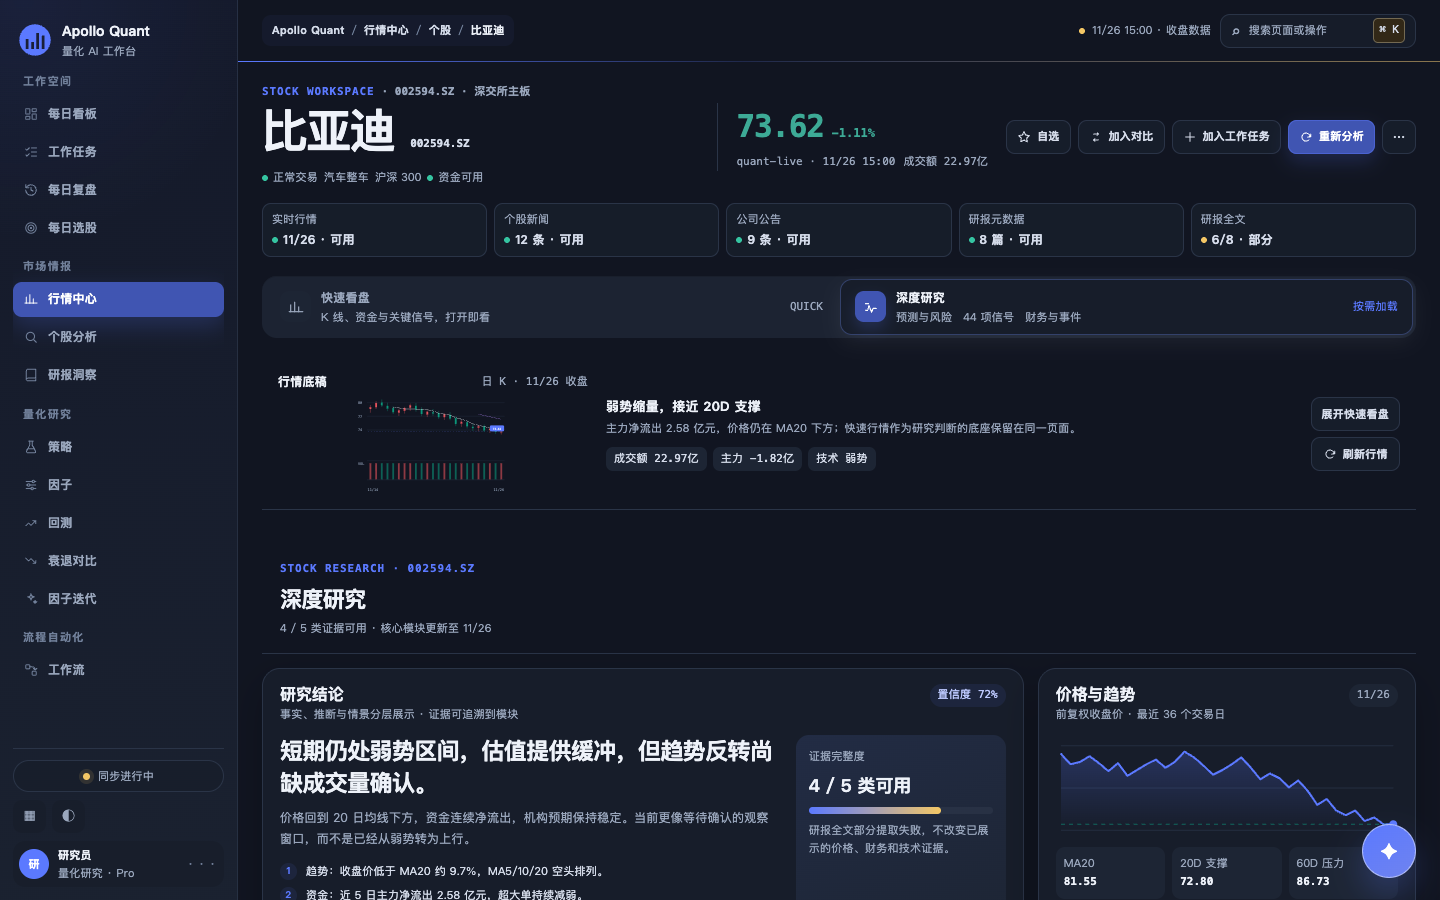 Apollo Quant
量化 AI 工作台
工作空间
每日看板
工作任务
每日复盘
每日选股
市场情报
行情中心
个股分析
研报洞察
量化研究
策略
因子
回测
衰退对比
因子迭代
流程自动化
工作流
同步进行中
研
研究员
量化研究 · Pro
Apollo Quant / 行情中心 / 个股 / 比亚迪
11/26 15:00 · 收盘数据
搜索页面或操作
⌘ K
STOCK WORKSPACE · 002594.SZ · 深交所主板
比亚迪 002594.SZ
正常交易 汽车整车 沪深 300 资金可用
73.62 -1.11%
quant-live · 11/26 15:00 成交额 22.97亿
自选
加入对比
加入工作任务
重新分析
···
实时行情
11/26 · 可用
个股新闻
12 条 · 可用
公司公告
9 条 · 可用
研报元数据
8 篇 · 可用
研报全文
6/8 · 部分
快速看盘
K 线、资金与关键信号，打开即看
QUICK
深度研究
预测与风险 44 项信号 财务与事件
按需加载
行情底稿
日 K · 11/26 收盘
弱势缩量，接近 20D 支撑
主力净流出 2.58 亿元，价格仍在 MA20 下方；快速行情作为研究判断的底座保留在同一页面。
成交额 22.97亿
主力 -1.82亿
技术 弱势
展开快速看盘
刷新行情
STOCK RESEARCH · 002594.SZ
深度研究
4 / 5 类证据可用 · 核心模块更新至 11/26
研究结论
事实、推断与情景分层展示 · 证据可追溯到模块
置信度 72%
短期仍处弱势区间，估值提供缓冲，但趋势反转尚
缺成交量确认。
价格回到 20 日均线下方，资金连续净流出，机构预期保持稳定。当前更像等待确认的观察
窗口，而不是已经从弱势转为上行。
1 趋势：收盘价低于 MA20 约 9.7%，MA5/10/20 空头排列。
2 资金：近 5 日主力净流出 2.58 亿元，超大单持续减弱。
证据完整度
4 / 5 类可用
研报全文部分提取失败，不改变已展
示的价格、财务和技术证据。
价格与趋势
11/26
前复权收盘价 · 最近 36 个交易日
MA20
81.55
20D 支撑
72.80
60D 压力
86.73